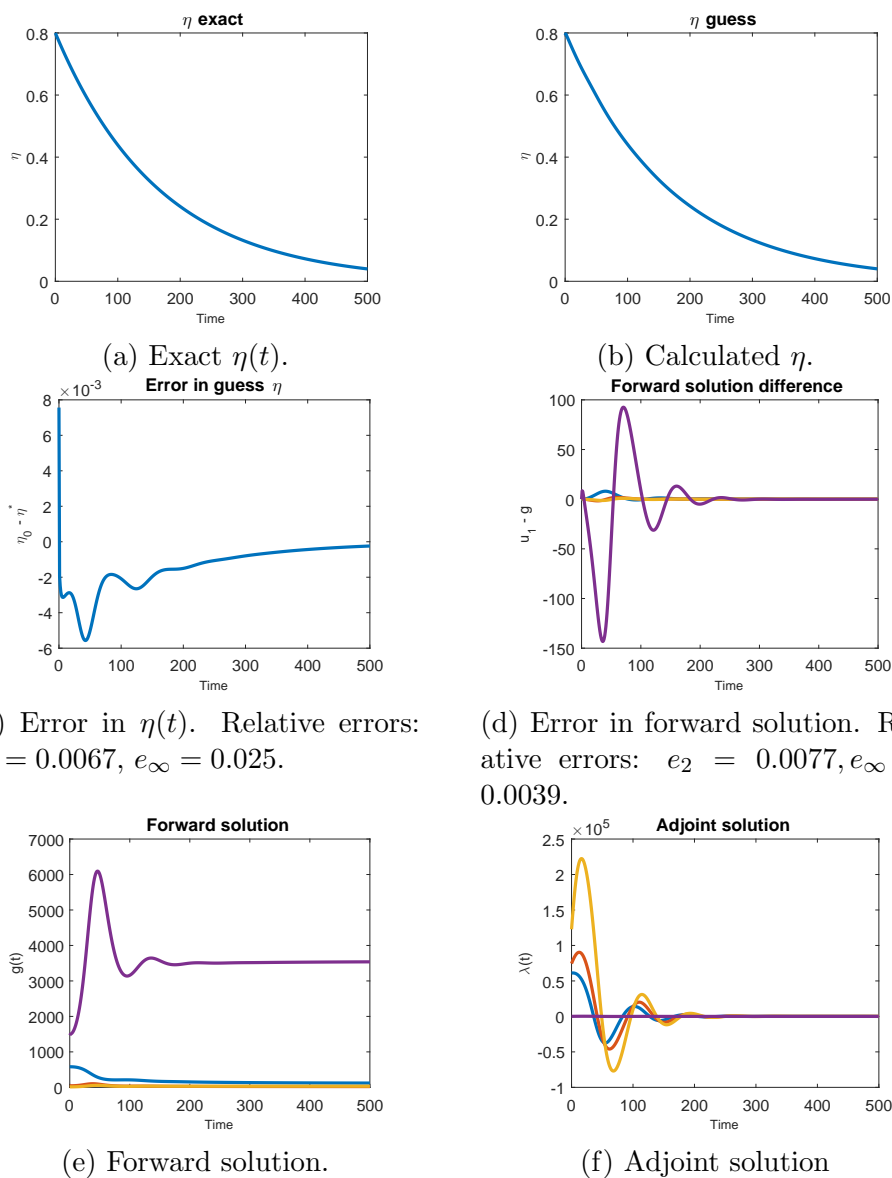 η exact
η guess
0.8
0.6
0.4
0.2
0
η
0 100 200 300 400 500
Time
0.8
0.6
0.4
0.2
0
η
0 100 200 300 400 500
Time
(a) Exact η(t).
(b) Calculated η.
×10⁻³
Error in guess η
8
6
4
2
0
-2
-4
-6
η₀ - η*
0 100 200 300 400 500
Time
Forward solution difference
100
50
0
-50
-100
-150
u₁ - g
0 100 200 300 400 500
Time
) Error in η(t). Relative errors:
= 0.0067, e∞ = 0.025.
(d) Error in forward solution. R
ative errors: e₂ = 0.0077, e∞
0.0039.
Forward solution
7000
6000
5000
4000
3000
2000
1000
0
g(t)
0 100 200 300 400 500
Time
×10⁵
Adjoint solution
2.5
2
1.5
1
0.5
0
-0.5
-1
λ(t)
0 100 200 300 400 500
Time
(e) Forward solution.
(f) Adjoint solution